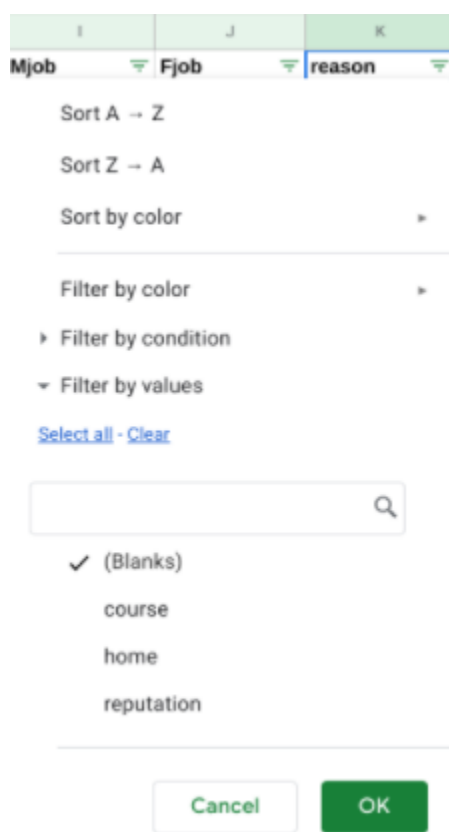 I J K
Mjob Fjob reason
Sort A → Z
Sort Z → A
Sort by color
Filter by color
Filter by condition
Filter by values
Select all - Clear
(Blanks)
course
home
reputation
Cancel OK